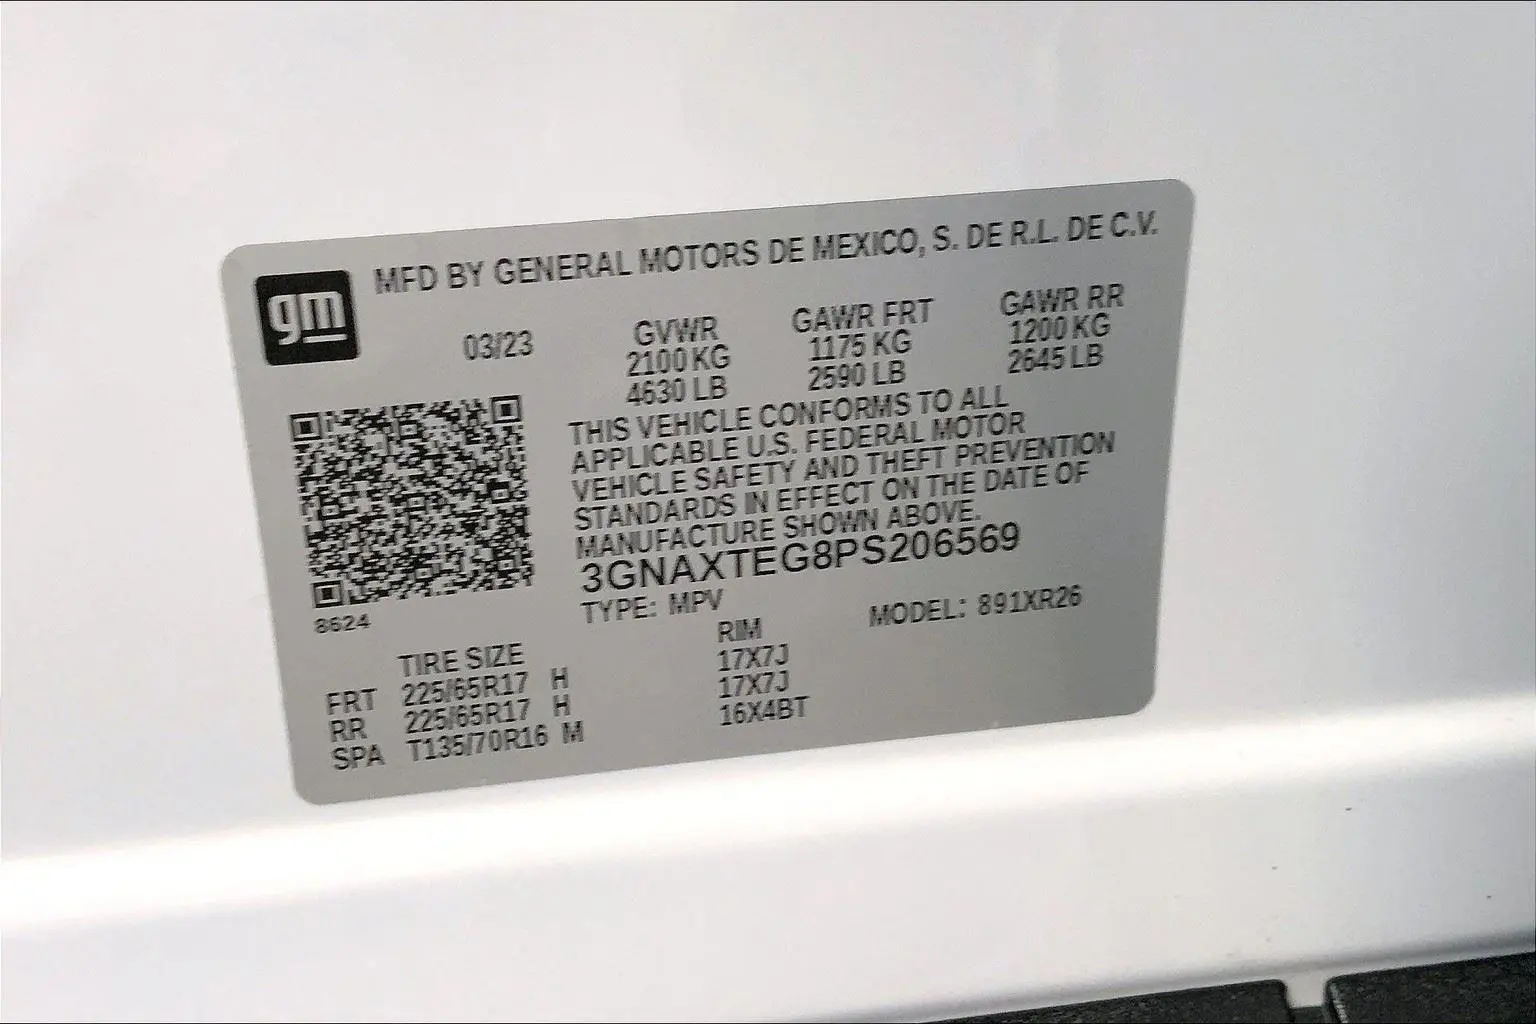 MFD BY GENERAL MOTORS DE MEXICO, S. DE R.L. DE C.V.
gm
03/23 GVWR GAWR FRT GAWR RR
2100 KG 1175 KG 1200 KG
4630 LB 2590 LB 2645 LB
THIS VEHICLE CONFORMS TO ALL
APPLICABLE U.S. FEDERAL MOTOR
VEHICLE SAFETY AND THEFT PREVENTION
STANDARDS IN EFFECT ON THE DATE OF
MANUFACTURE SHOWN ABOVE.
3GNAXTEG8PS206569
8624
TYPE: MPV MODEL: 891XR26
TIRE SIZE RIM
FRT 225/65R17 H 17X7J
RR 225/65R17 H 17X7J
SPA T135/70R16 M 16X4BT